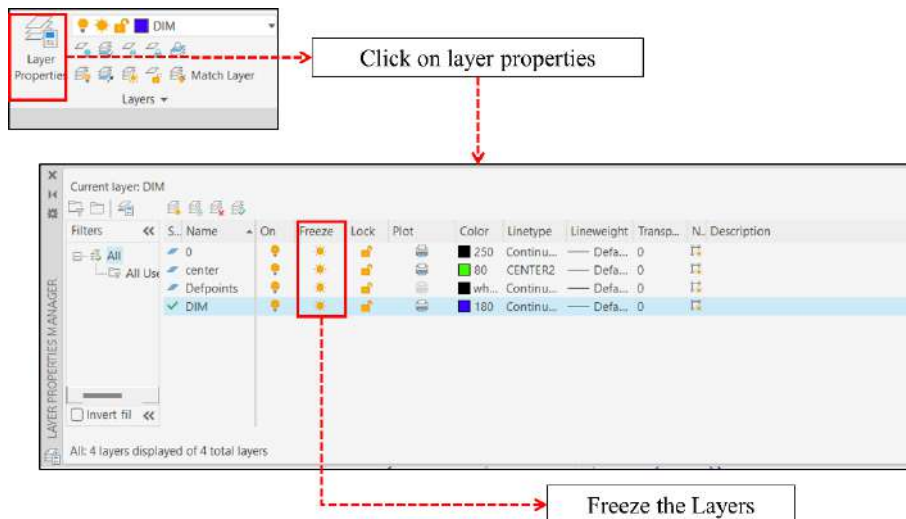 DIM
Layer
Properties
Match Layer
Layers
Click on layer properties
Current layer: DIM
Filters
S.. Name On Freeze Lock Plot Color Linetype Lineweight Transp... N.. Description
All
0 250 Continu... Defa... 0
All Use
center 80 CENTER2 Defa... 0
Defpoints wh... Continu... Defa... 0
DIM 180 Continu... Defa... 0
LAYER PROPERTIES MANAGER
Invert fil
All: 4 layers displayed of 4 total layers
Freeze the Layers